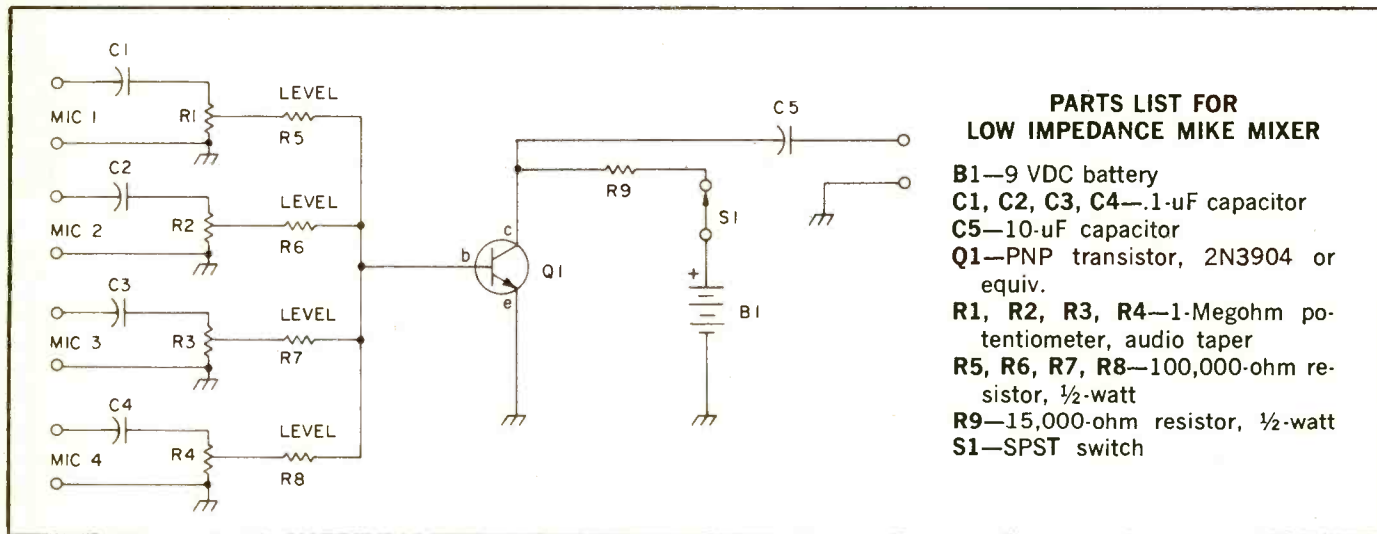 C1
MIC 1
R1
LEVEL
R5
C2
MIC 2
R2
LEVEL
R6
C3
MIC 3
R3
LEVEL
R7
C4
MIC 4
R4
LEVEL
R8
b
c
e
Q1
C5
R9
S1
+
B1
PARTS LIST FOR
LOW IMPEDANCE MIKE MIXER
B1—9 VDC battery
C1, C2, C3, C4—.1-uF capacitor
C5—10-uF capacitor
Q1—PNP transistor, 2N3904 or
equiv.
R1, R2, R3, R4—1-Megohm po-
tentiometer, audio taper
R5, R6, R7, R8—100,000-ohm re-
sistor, ½-watt
R9—15,000-ohm resistor, ½-watt
S1—SPST switch